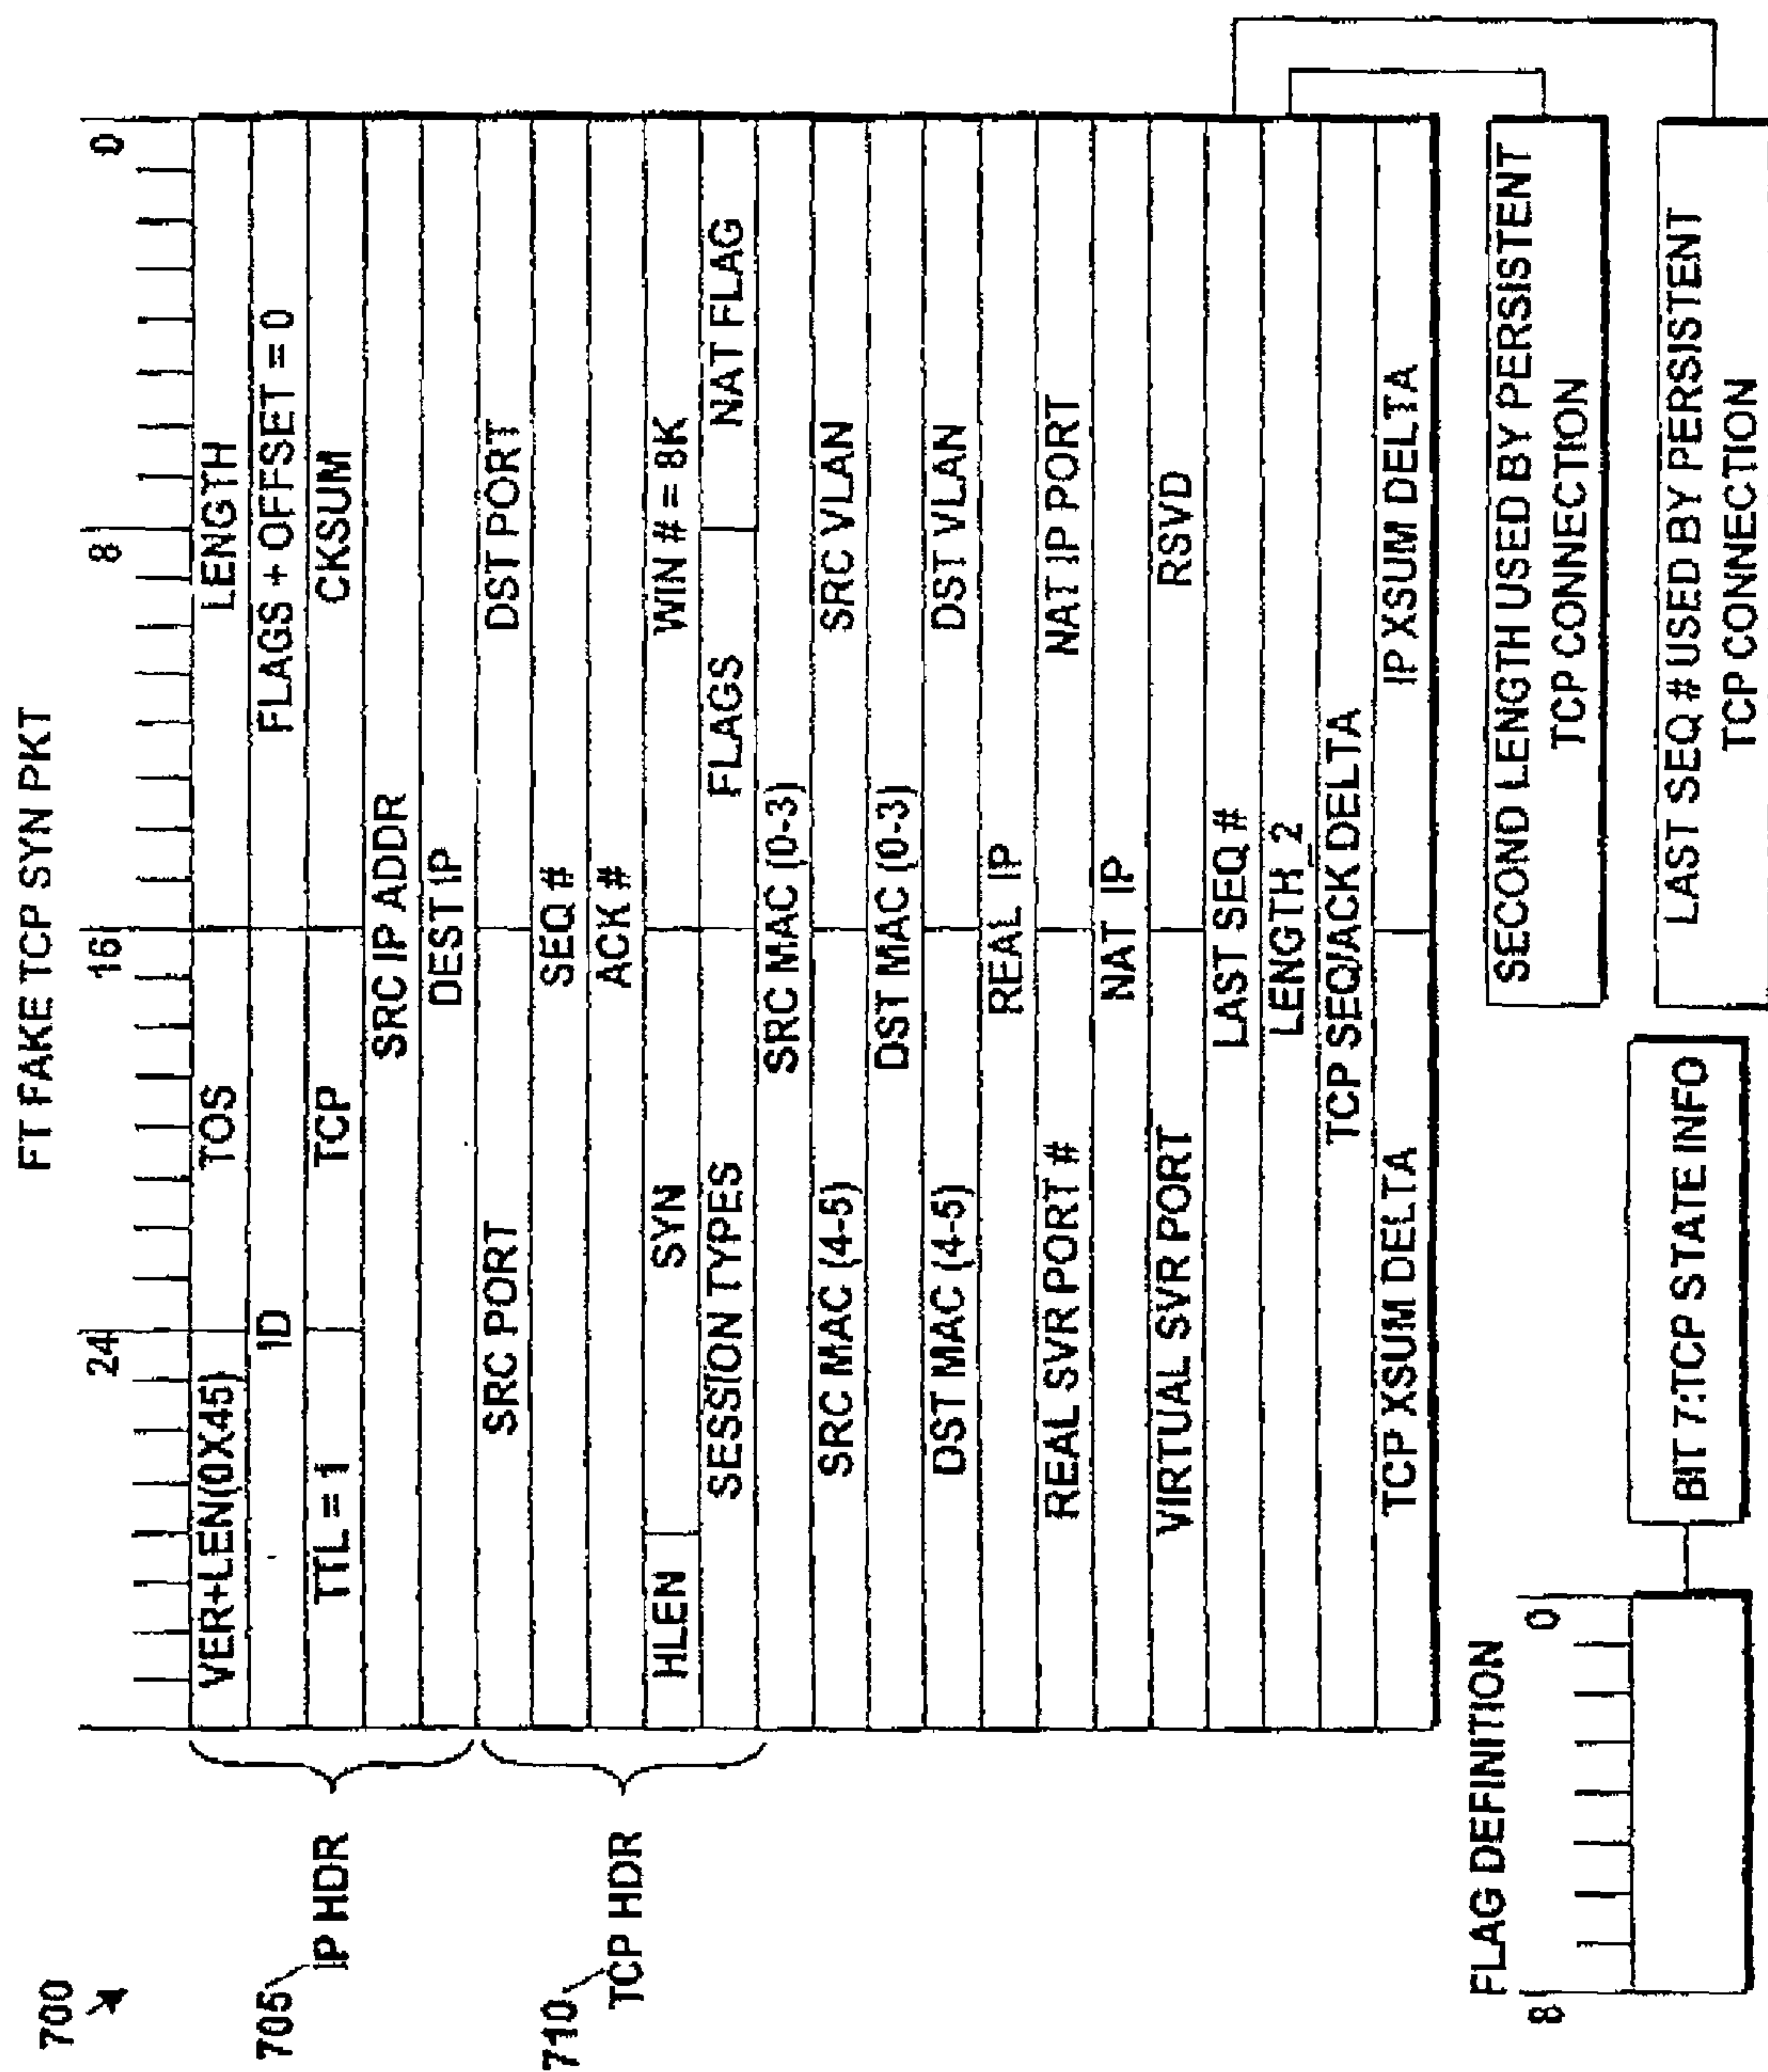 FT FAKE TCP SYN PKT
700
24 16 8 0
705 IP HDR
VER+LEN(0X45) TOS LENGTH
ID FLAGS + OFFSET = 0
TTL = 1 TCP CKSUM
SRC IP ADDR
DEST IP
710 TCP HDR
SRC PORT DST PORT
SEQ #
ACK #
HLEN SYN WIN # = 8K
SESSION TYPES FLAGS NAT FLAG
SRC MAC (0-3)
SRC MAC (4-5) SRC VLAN
DST MAC (0-3)
DST MAC (4-5) DST VLAN
REAL IP
REAL SVR PORT # NAT IP PORT
NAT IP
VIRTUAL SVR PORT RSVD
LAST SEQ #
LENGTH_2
TCP SEQ/ACK DELTA
TCP XSUM DELTA IP XSUM DELTA
FLAG DEFINITION
8 0
BIT 7:TCP STATE INFO
SECOND LENGTH USED BY PERSISTENT
TCP CONNECTION
LAST SEQ # USED BY PERSISTENT
TCP CONNECTION